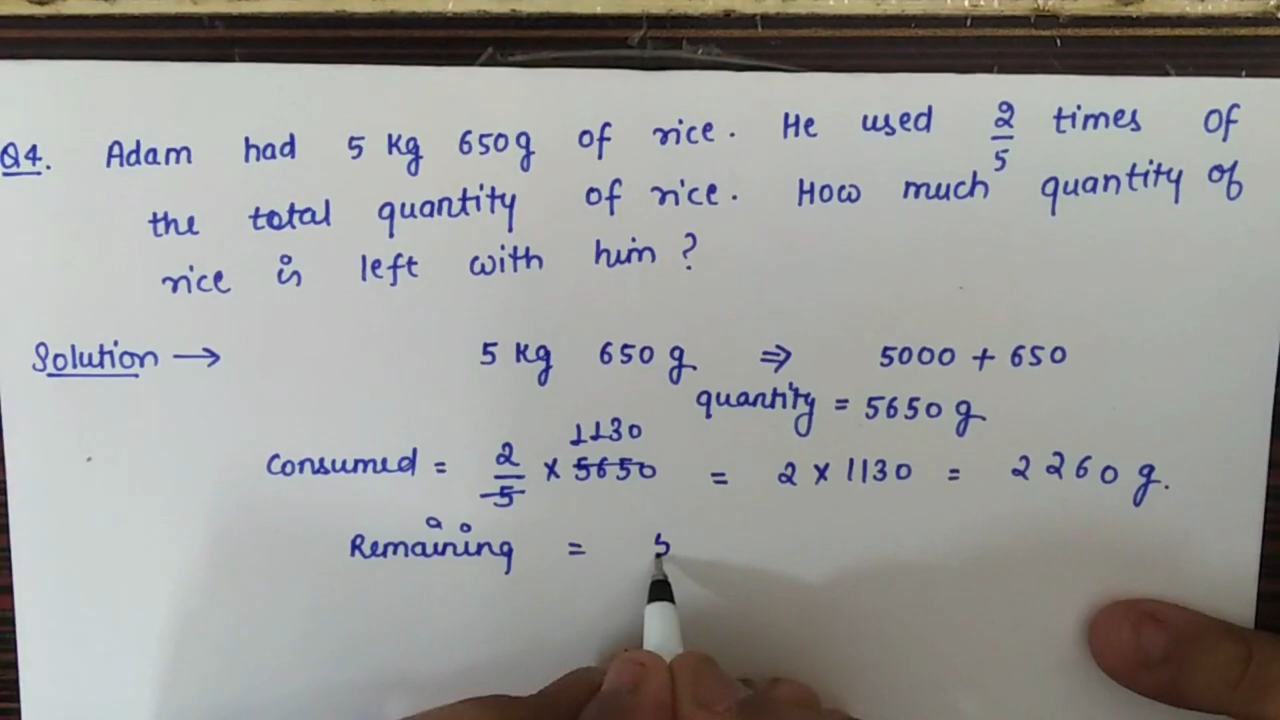 Q4. Adam had 5 Kg 650g of rice. He used 2/5 times of
the total quantity of rice. How much quantity of
rice is left with him ?
Solution → 5 Kg 650 g ⇒ 5000 + 650
quantity = 5650 g
1130
Consumed = 2/5 × 5650 = 2 × 1130 = 2260 g.
Remaining = 5